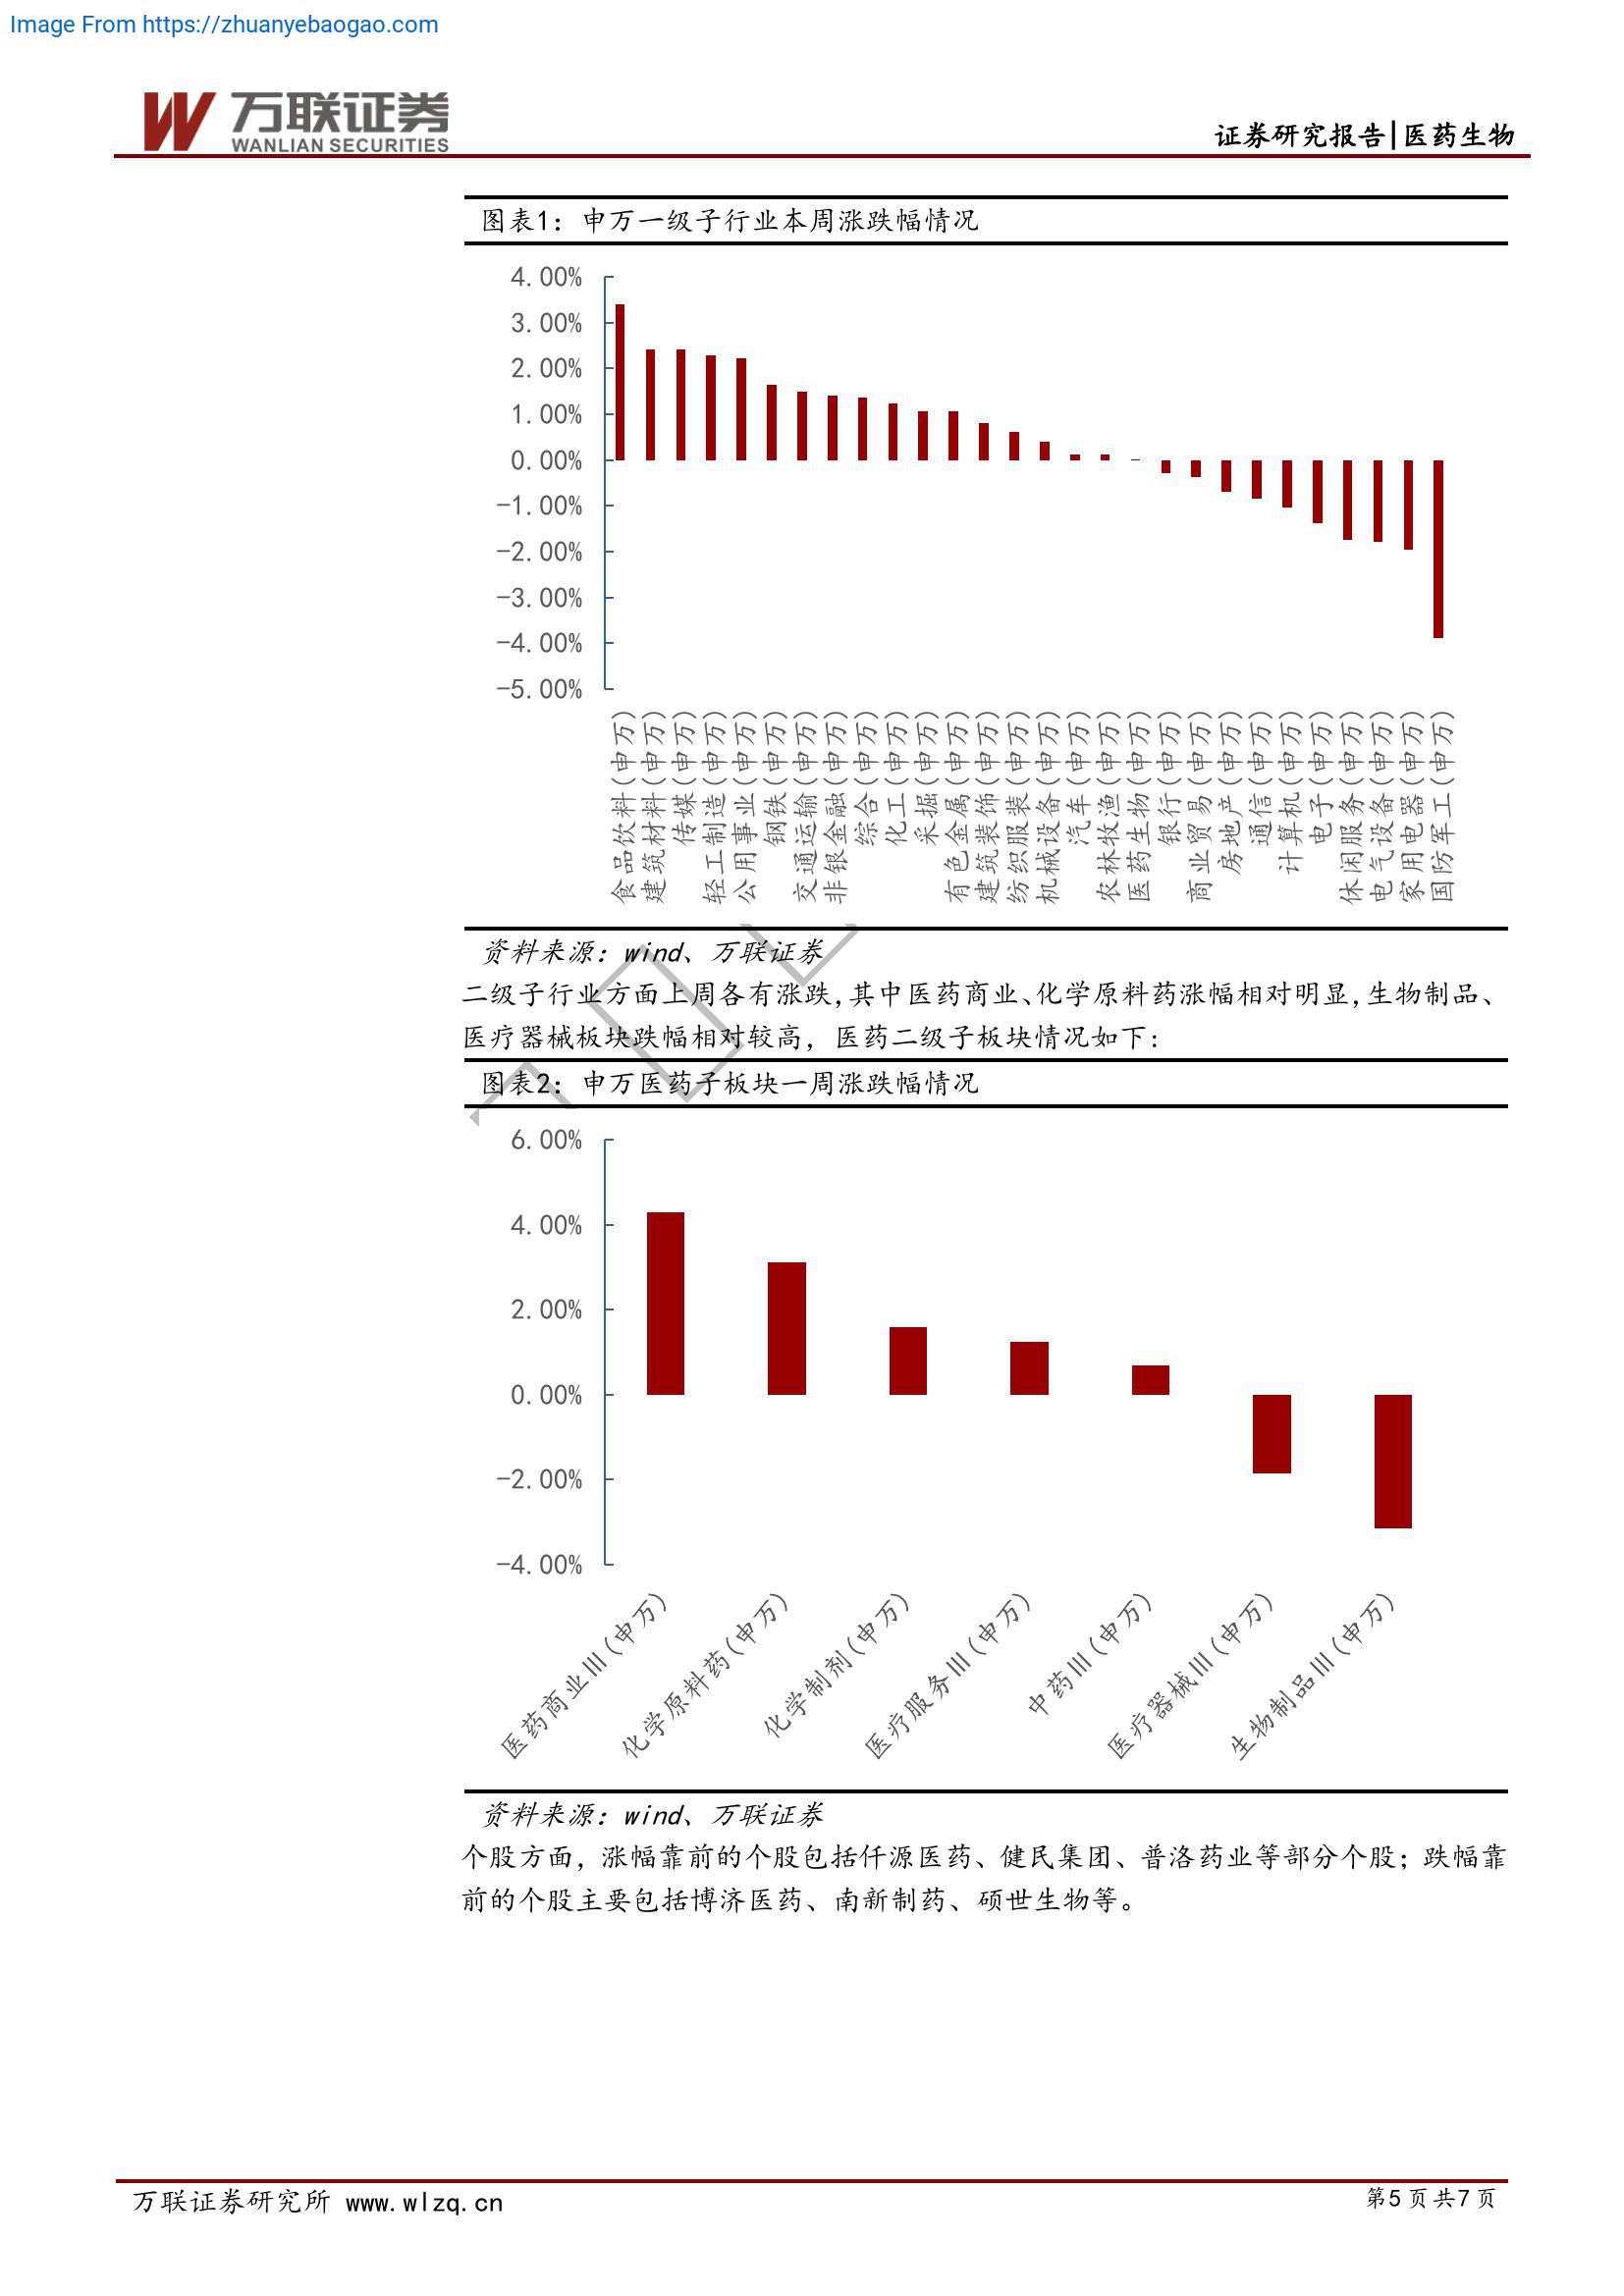 Image From https://zhuanyebaogao.com
万联证券
WANLIAN SECURITIES
证券研究报告|医药生物
图表1：申万一级子行业本周涨跌幅情况
4.00%
3.00%
2.00%
1.00%
0.00%
-1.00%
-2.00%
-3.00%
-4.00%
-5.00%
食品饮料(申万)
建筑材料(申万)
传媒(申万)
轻工制造(申万)
公用事业(申万)
钢铁(申万)
交通运输(申万)
非银金融(申万)
综合(申万)
化工(申万)
采掘(申万)
有色金属(申万)
建筑装饰(申万)
纺织服装(申万)
机械设备(申万)
汽车(申万)
农林牧渔(申万)
医药生物(申万)
银行(申万)
商业贸易(申万)
房地产(申万)
通信(申万)
计算机(申万)
电子(申万)
休闲服务(申万)
电气设备(申万)
家用电器(申万)
国防军工(申万)
资料来源：wind、万联证券
二级子行业方面上周各有涨跌,其中医药商业、化学原料药涨幅相对明显,生物制品、
医疗器械板块跌幅相对较高，医药二级子板块情况如下：
图表2：申万医药子板块一周涨跌幅情况
6.00%
4.00%
2.00%
0.00%
-2.00%
-4.00%
医药商业Ⅲ(申万)
化学原料药(申万)
化学制剂(申万)
医疗服务Ⅲ(申万)
中药Ⅲ(申万)
医疗器械Ⅲ(申万)
生物制品Ⅲ(申万)
资料来源：wind、万联证券
个股方面，涨幅靠前的个股包括仟源医药、健民集团、普洛药业等部分个股；跌幅靠
前的个股主要包括博济医药、南新制药、硕世生物等。
万联证券研究所 www.wlzq.cn
第5页共7页